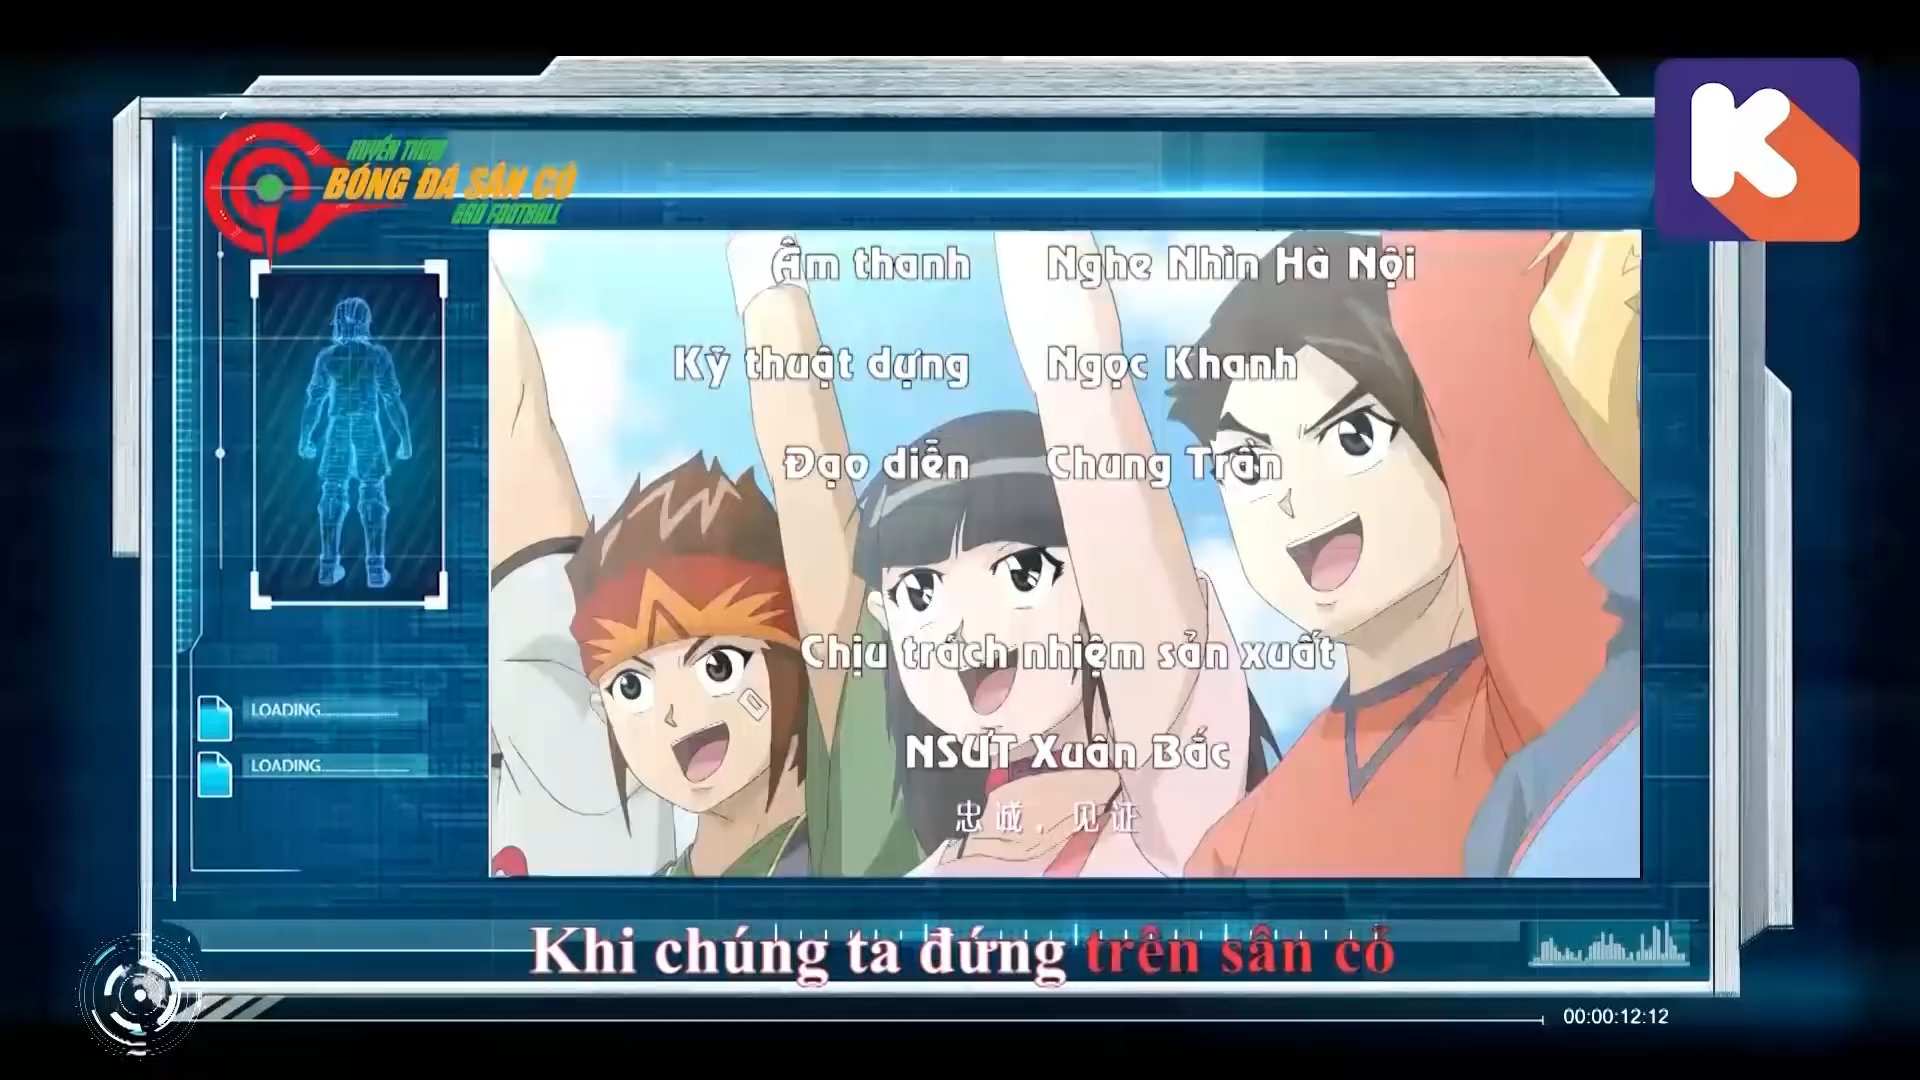 K
HUYỀN THOẠI
BÓNG ĐÁ SÂN CỎ
GGO FOOTBALL
Âm thanh Nghe Nhìn Hà Nội
Kỹ thuật dựng Ngọc Khanh
Đạo diễn Chung Trần
Chịu trách nhiệm sản xuất
NSƯT Xuân Bắc
忠诚，见证
LOADING
LOADING
Khi chúng ta đứng trên sân cỏ
00:00:12:12